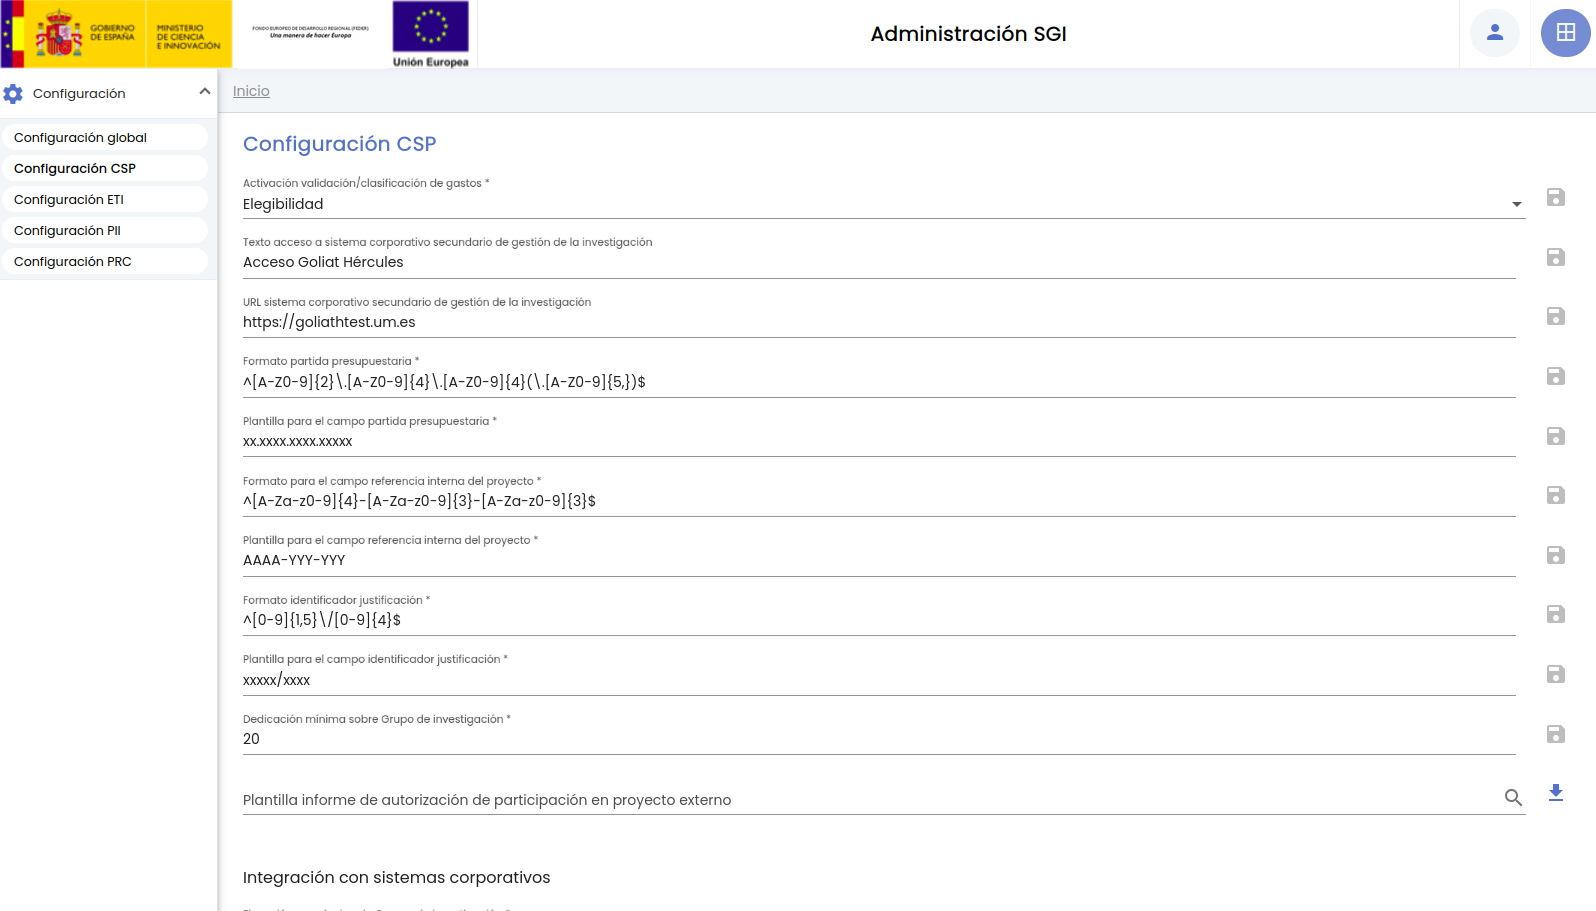 GOBIERNO
DE ESPAÑA
MINISTERIO
DE CIENCIA
E INNOVACIÓN
FONDO EUROPEO DE DESARROLLO REGIONAL (FEDER)
Una manera de hacer Europa
Unión Europea
Administración SGI
Configuración
Configuración global
Configuración CSP
Configuración ETI
Configuración PII
Configuración PRC
Inicio
Configuración CSP
Activación validación/clasificación de gastos *
Elegibilidad
Texto acceso a sistema corporativo secundario de gestión de la investigación
Acceso Goliat Hércules
URL sistema corporativo secundario de gestión de la investigación
https://goliathtest.um.es
Formato partida presupuestaria *
^[A-Z0-9]{2}\.[A-Z0-9]{4}\.[A-Z0-9]{4}(\.[A-Z0-9]{5,})$
Plantilla para el campo partida presupuestaria *
xx.xxxx.xxxx.xxxxx
Formato para el campo referencia interna del proyecto *
^[A-Za-z0-9]{4}-[A-Za-z0-9]{3}-[A-Za-z0-9]{3}$
Plantilla para el campo referencia interna del proyecto *
AAAA-YYY-YYY
Formato identificador justificación *
^[0-9]{1,5}\/[0-9]{4}$
Plantilla para el campo identificador justificación *
xxxxx/xxxx
Dedicación mínima sobre Grupo de investigación *
20
Plantilla informe de autorización de participación en proyecto externo
Integración con sistemas corporativos